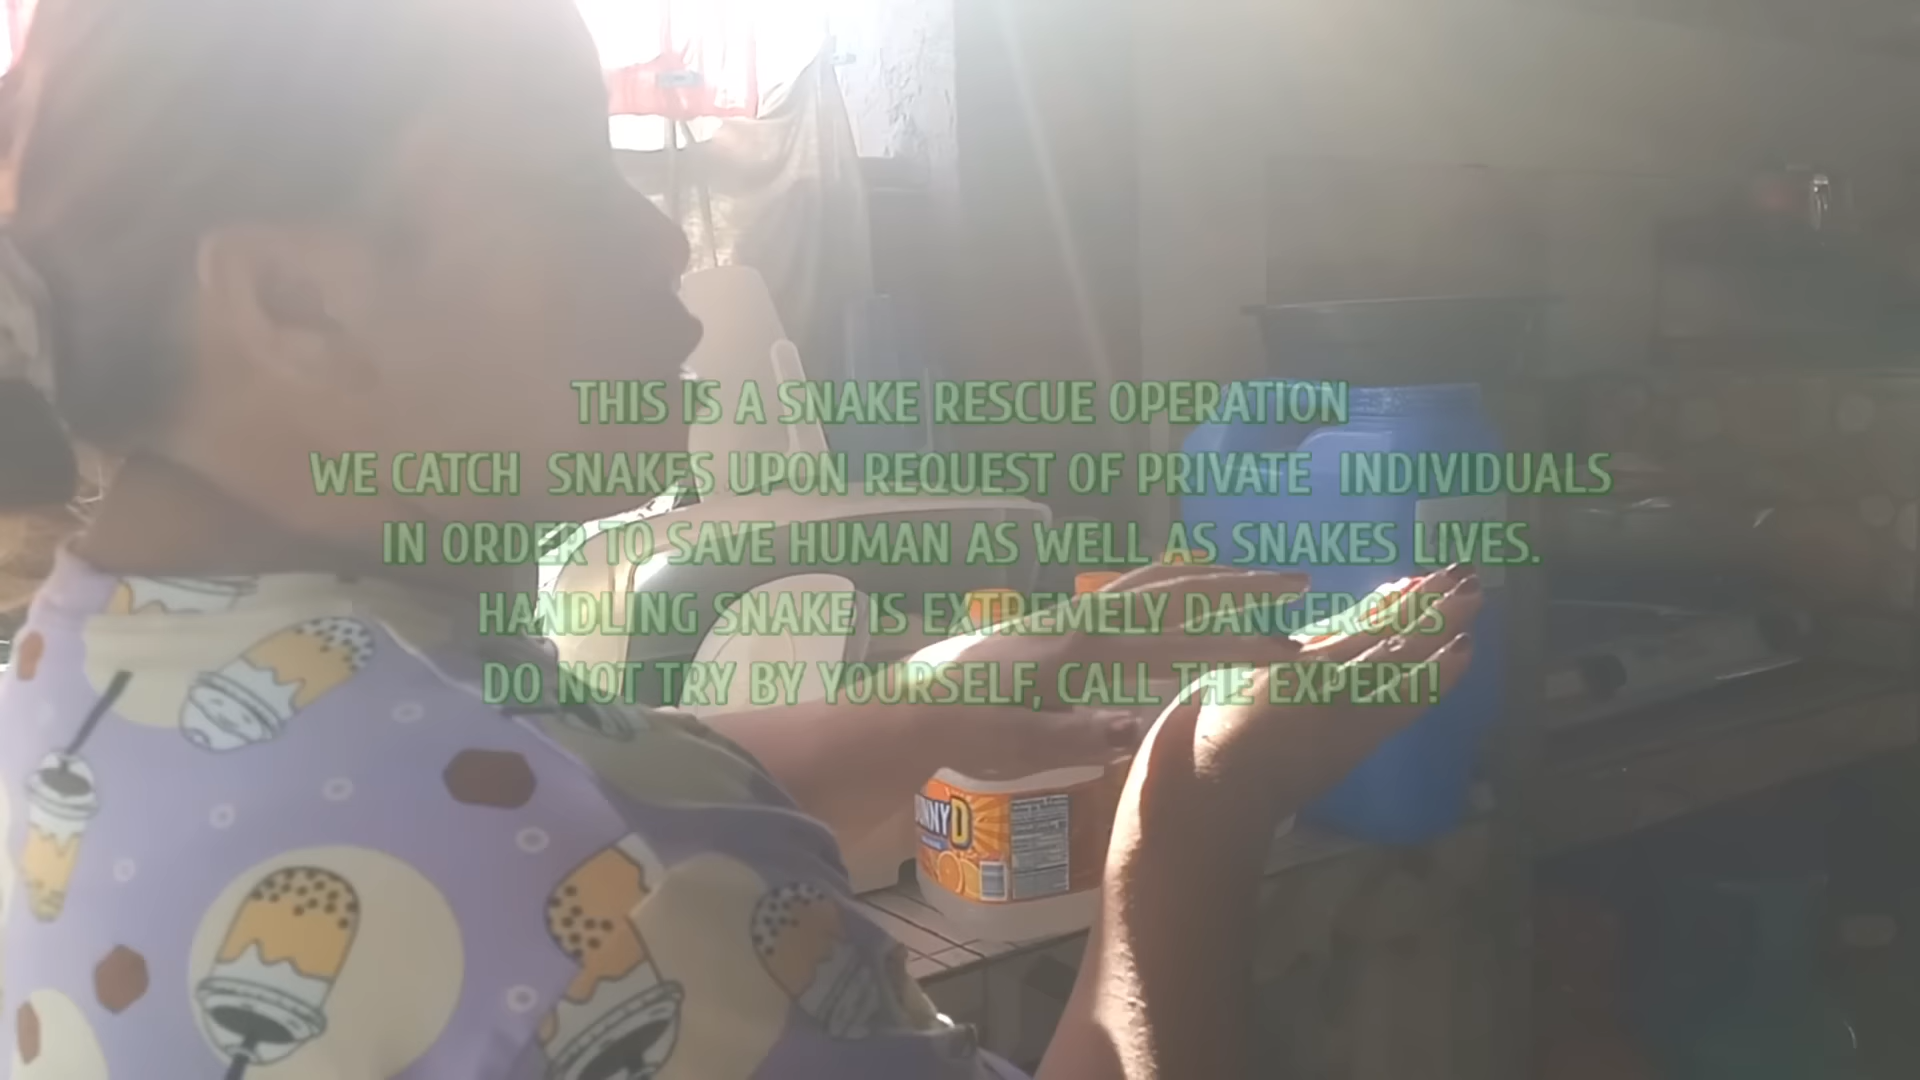 THIS IS A SNAKE RESCUE OPERATION
WE CATCH SNAKES UPON REQUEST OF PRIVATE INDIVIDUALS
IN ORDER TO SAVE HUMAN AS WELL AS SNAKES LIVES.
HANDLING SNAKE IS EXTREMELY DANGEROUS
DO NOT TRY BY YOURSELF, CALL THE EXPERT!
UNNYD